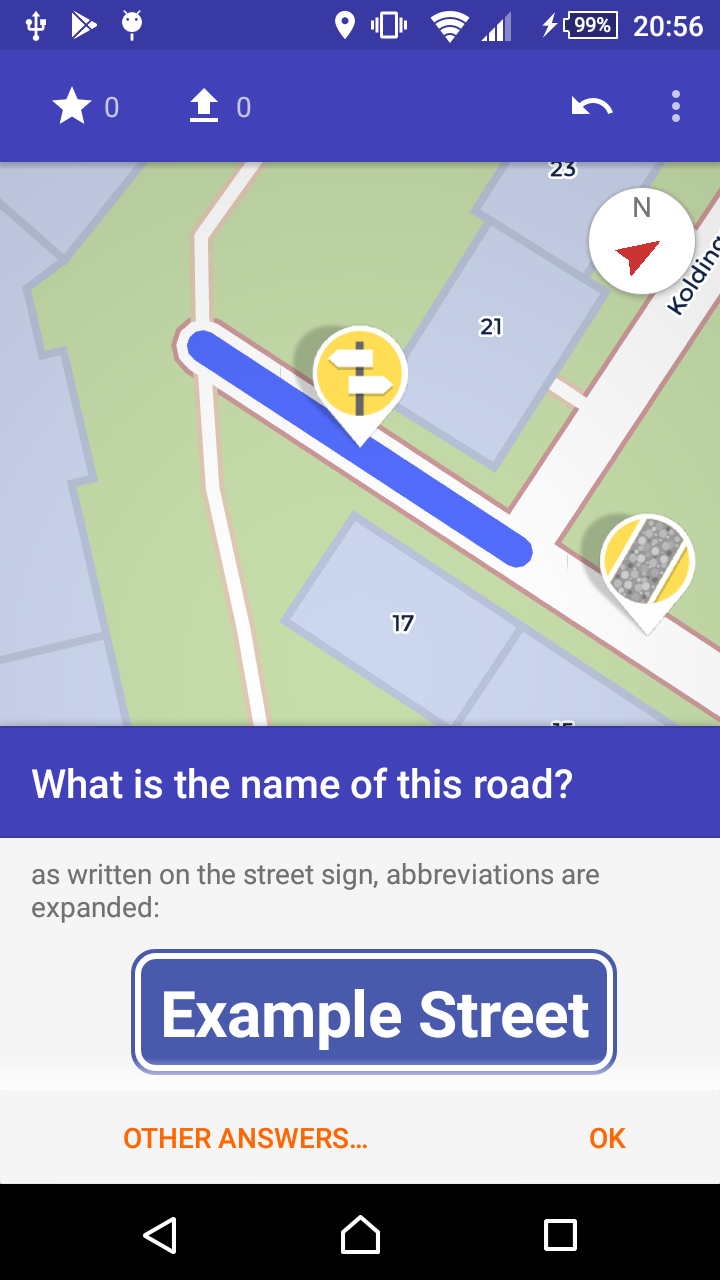 99% 20:56
0 0
23
N
Kolding
21
17
What is the name of this road?
as written on the street sign, abbreviations are
expanded:
Example Street
OTHER ANSWERS... OK